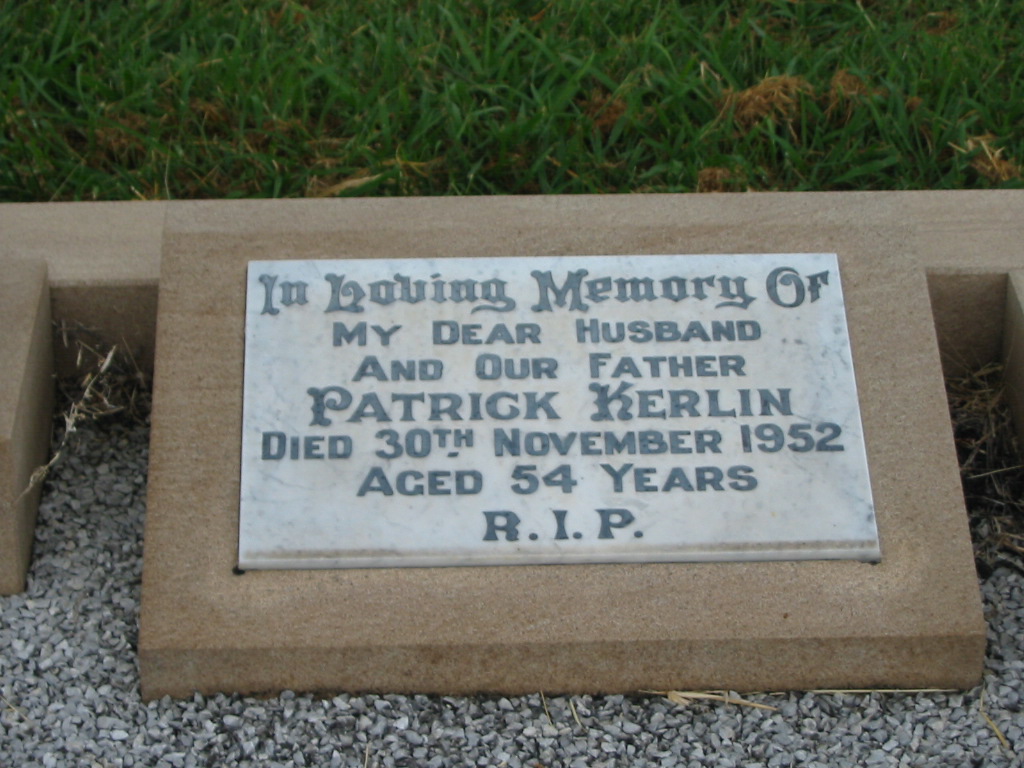 In Loving Memory Of
My Dear Husband
And Our Father
Patrick Kerlin
Died 30TH November 1952
Aged 54 Years
R.I.P.